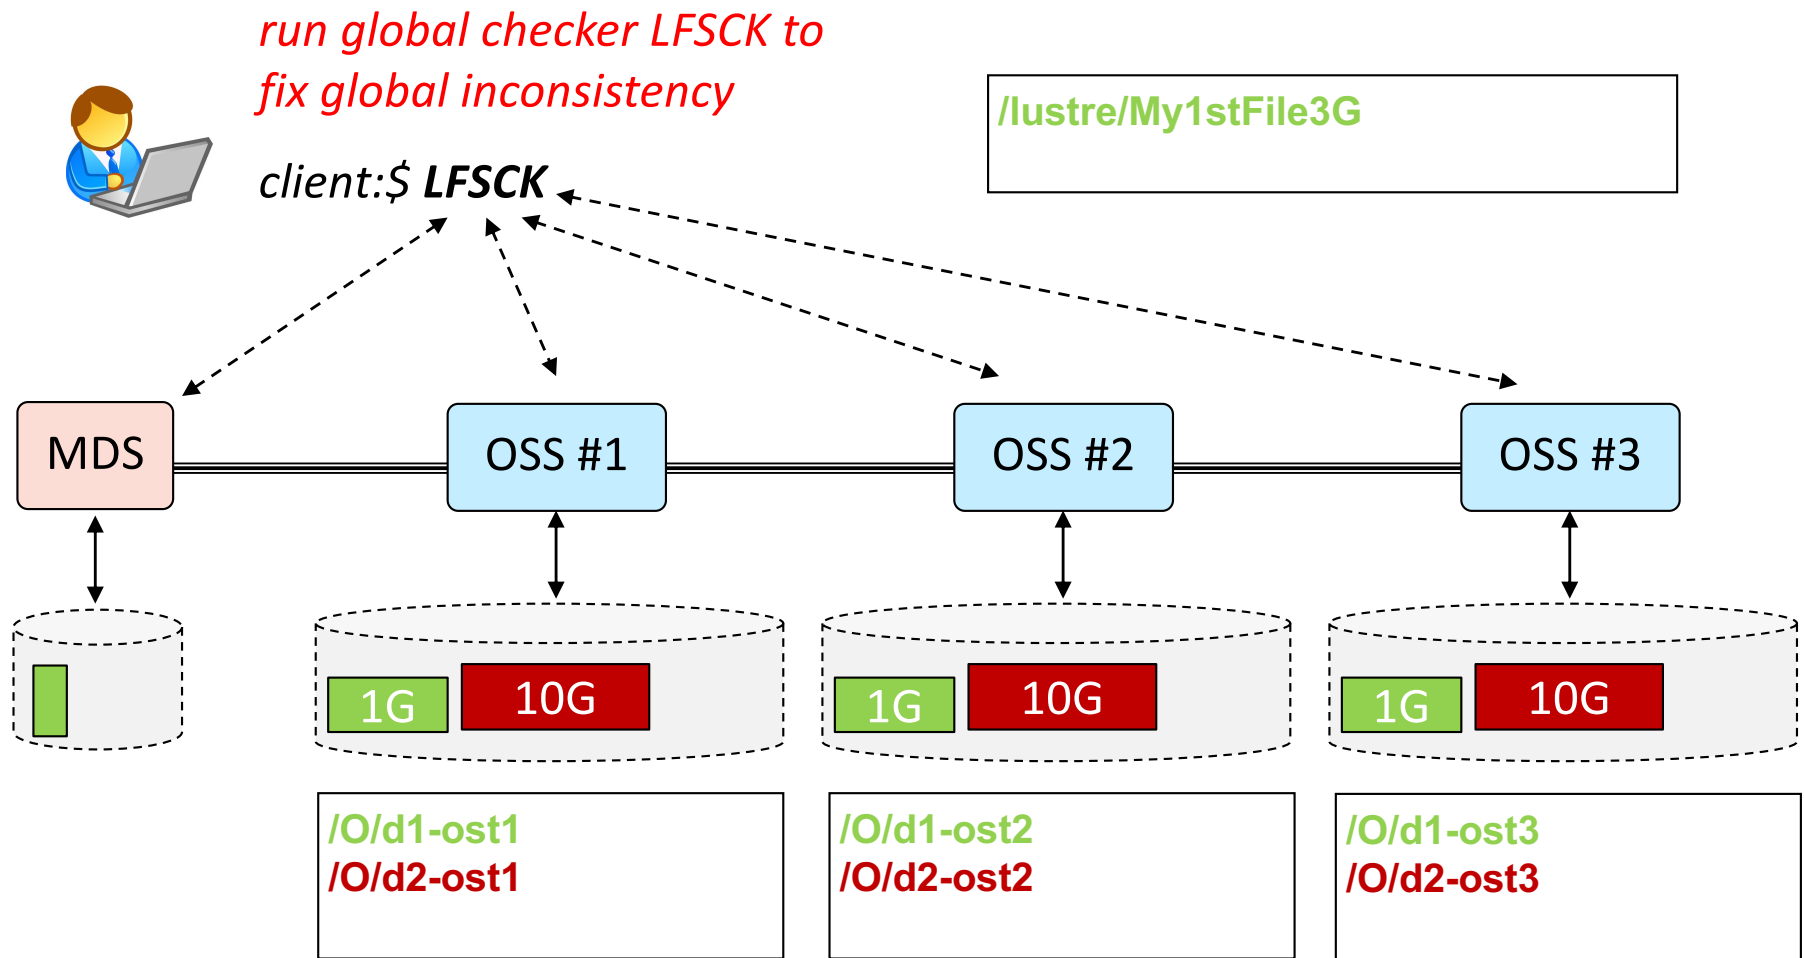 run global checker LFSCK to
fix global inconsistency
client:$ LFSCK
/lustre/My1stFile3G
MDS
OSS #1
OSS #2
OSS #3
1G
10G
1G
10G
1G
10G
/O/d1-ost1
/O/d2-ost1
/O/d1-ost2
/O/d2-ost2
/O/d1-ost3
/O/d2-ost3